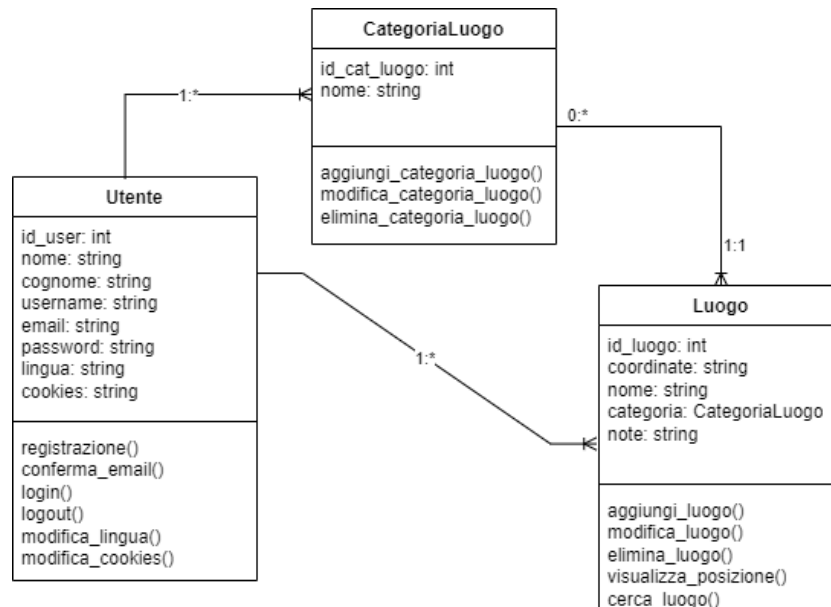 CategoriaLuogo
id_cat_luogo: int
nome: string
aggiungi_categoria_luogo()
modifica_categoria_luogo()
elimina_categoria_luogo()
1:*
0:*
Utente
id_user: int
nome: string
cognome: string
username: string
email: string
password: string
lingua: string
cookies: string
registrazione()
conferma_email()
login()
logout()
modifica_lingua()
modifica_cookies()
1:*
1:1
Luogo
id_luogo: int
coordinate: string
nome: string
categoria: CategoriaLuogo
note: string
aggiungi_luogo()
modifica_luogo()
elimina_luogo()
visualizza_posizione()
cerca_luogo()